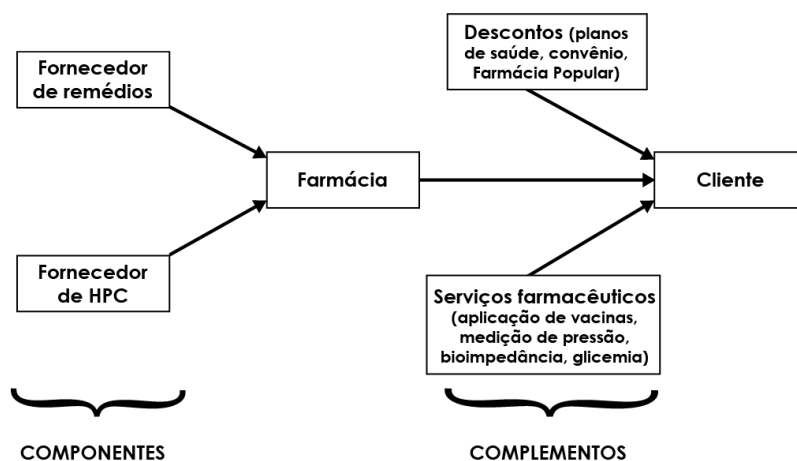 Fornecedor
de remédios
Fornecedor
de HPC
Farmácia
Descontos (planos
de saúde, convênio,
Farmácia Popular)
Serviços farmacêuticos
(aplicação de vacinas,
medição de pressão,
bioimpedância, glicemia)
Cliente
COMPONENTES
COMPLEMENTOS